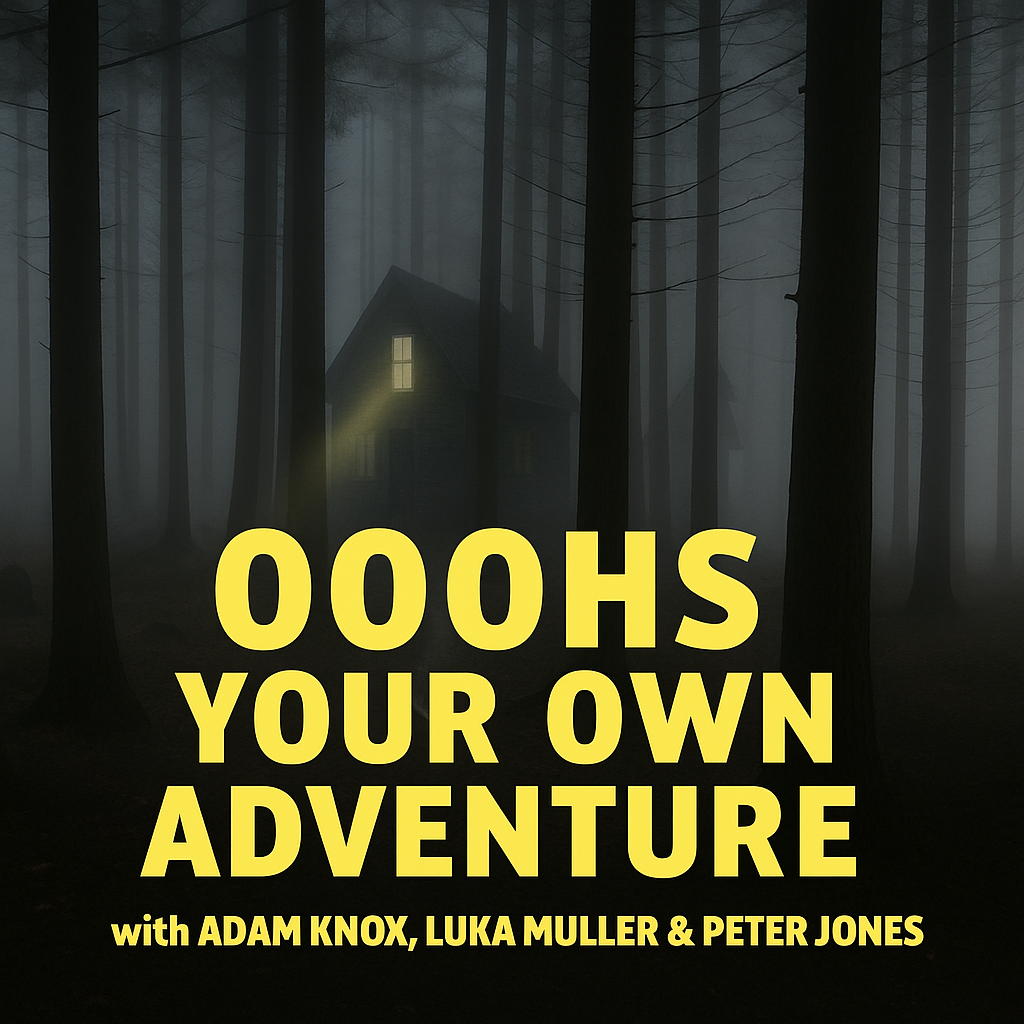 OOOHS
YOUR OWN
ADVENTURE
with ADAM KNOX, LUKA MULLER & PETER JONES